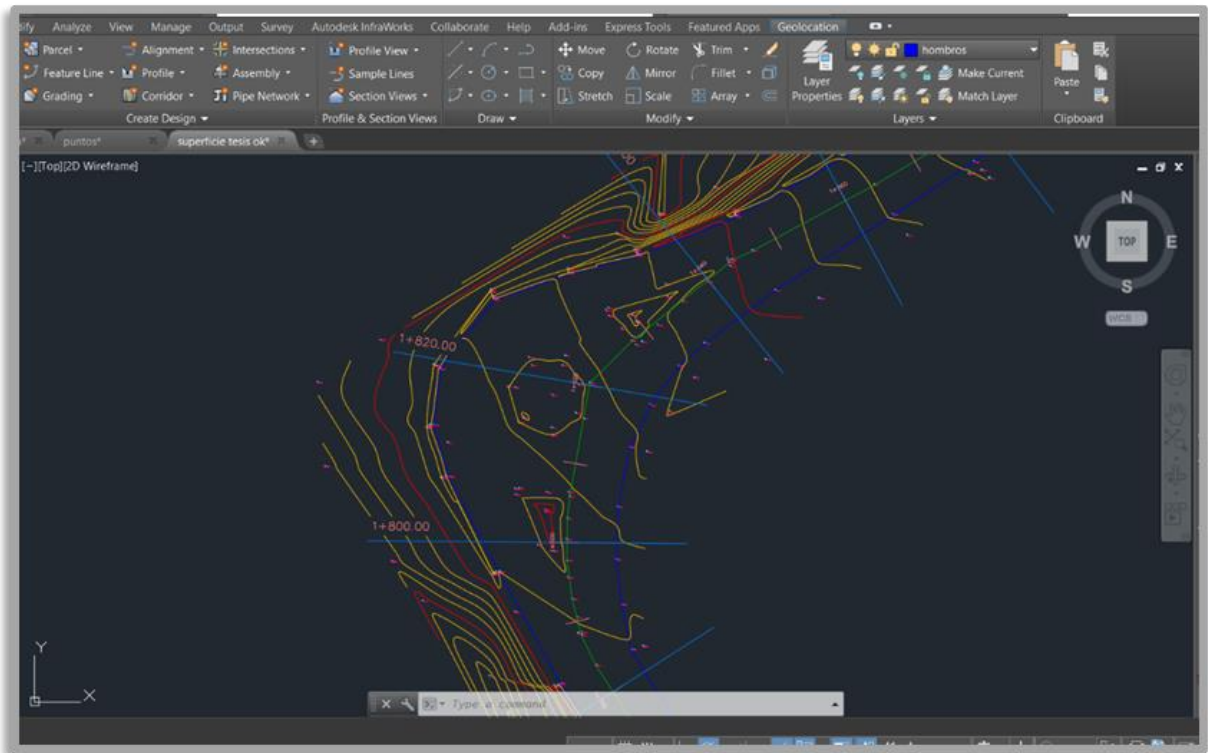 Analyze View Manage Output Survey Autodesk InfraWorks Collaborate Help Add-ins Express Tools Featured Apps Geolocation
Parcel Alignment Intersections Profile View Move Rotate Trim hombros
Feature Line Profile Assembly Sample Lines Copy Mirror Fillet Layer Properties Make Current Paste
Grading Corridor Pipe Network Section Views Stretch Scale Array Match Layer
Create Design Profile & Section Views Draw Modify Layers Clipboard
puntos* superficie tesis ok*
[−][Top][2D Wireframe]
N
W TOP E
S
WCS
1+820.00
1+800.00
Y
X
Type a command